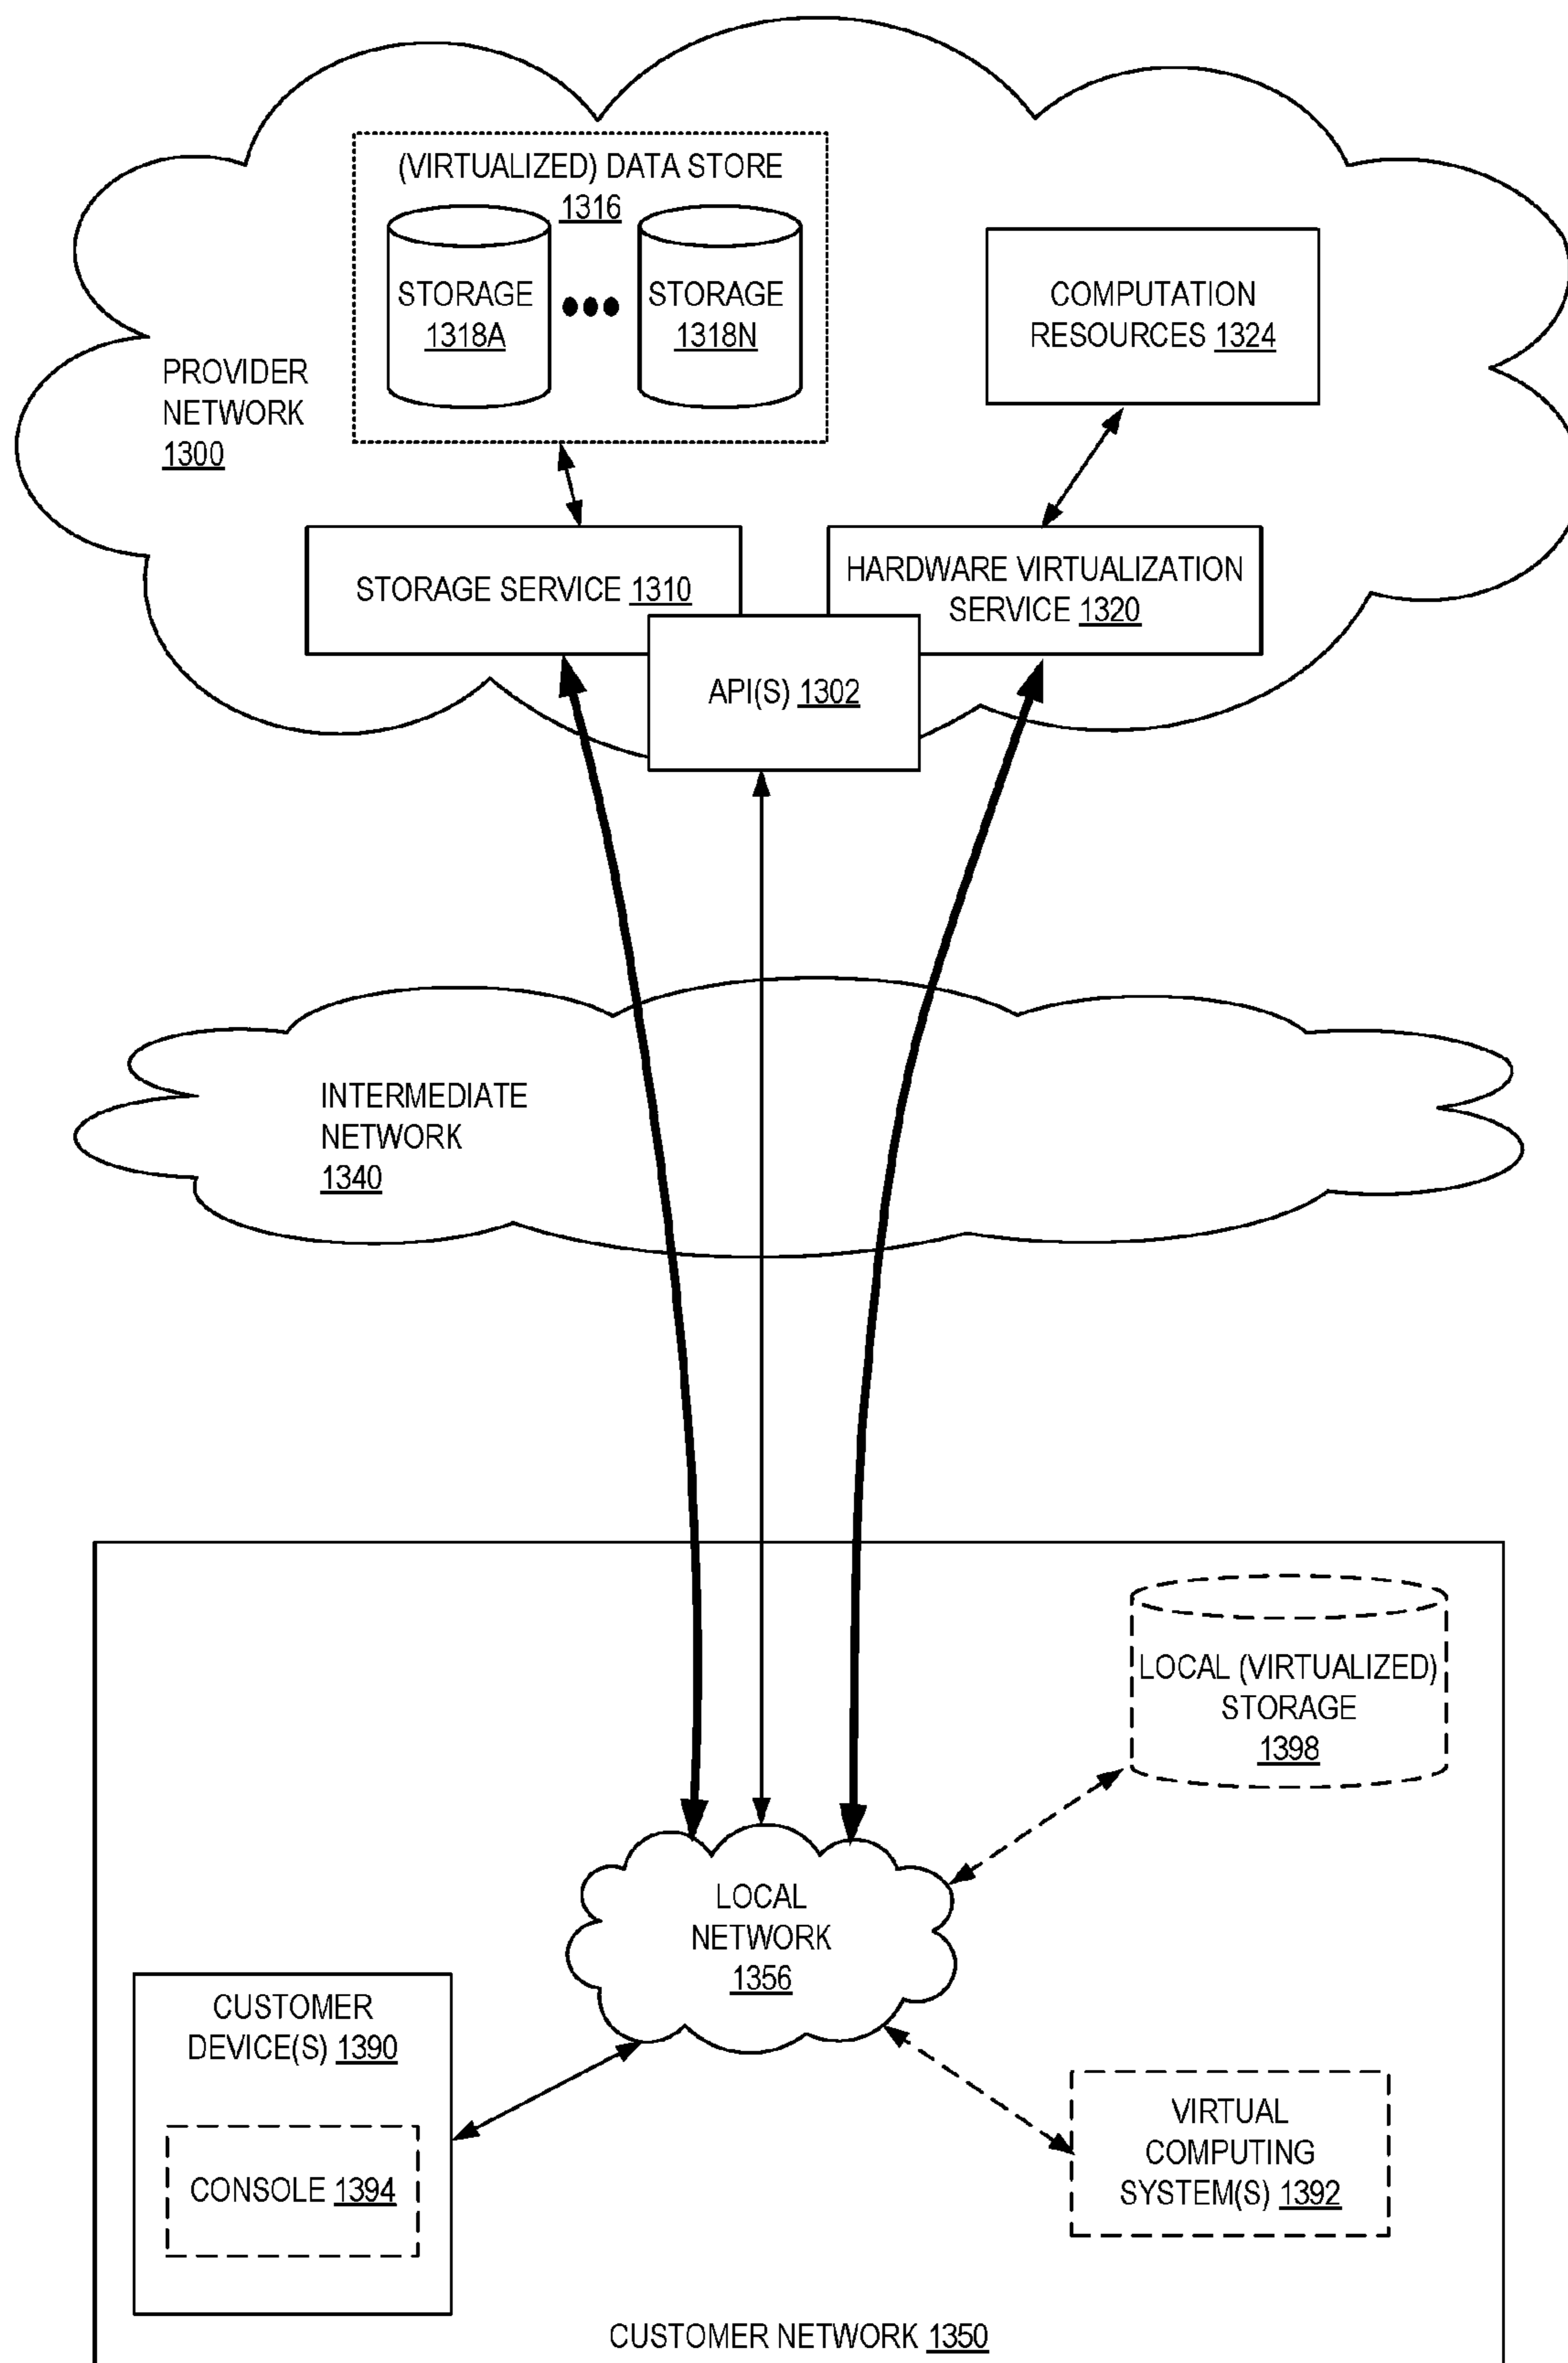 (VIRTUALIZED) DATA STORE
1316
STORAGE
1318A
STORAGE
1318N
COMPUTATION
RESOURCES 1324
PROVIDER
NETWORK
1300
STORAGE SERVICE 1310
HARDWARE VIRTUALIZATION
SERVICE 1320
API(S) 1302
INTERMEDIATE
NETWORK
1340
LOCAL (VIRTUALIZED)
STORAGE
1398
LOCAL
NETWORK
1356
CUSTOMER
DEVICE(S) 1390
CONSOLE 1394
VIRTUAL
COMPUTING
SYSTEM(S) 1392
CUSTOMER NETWORK 1350